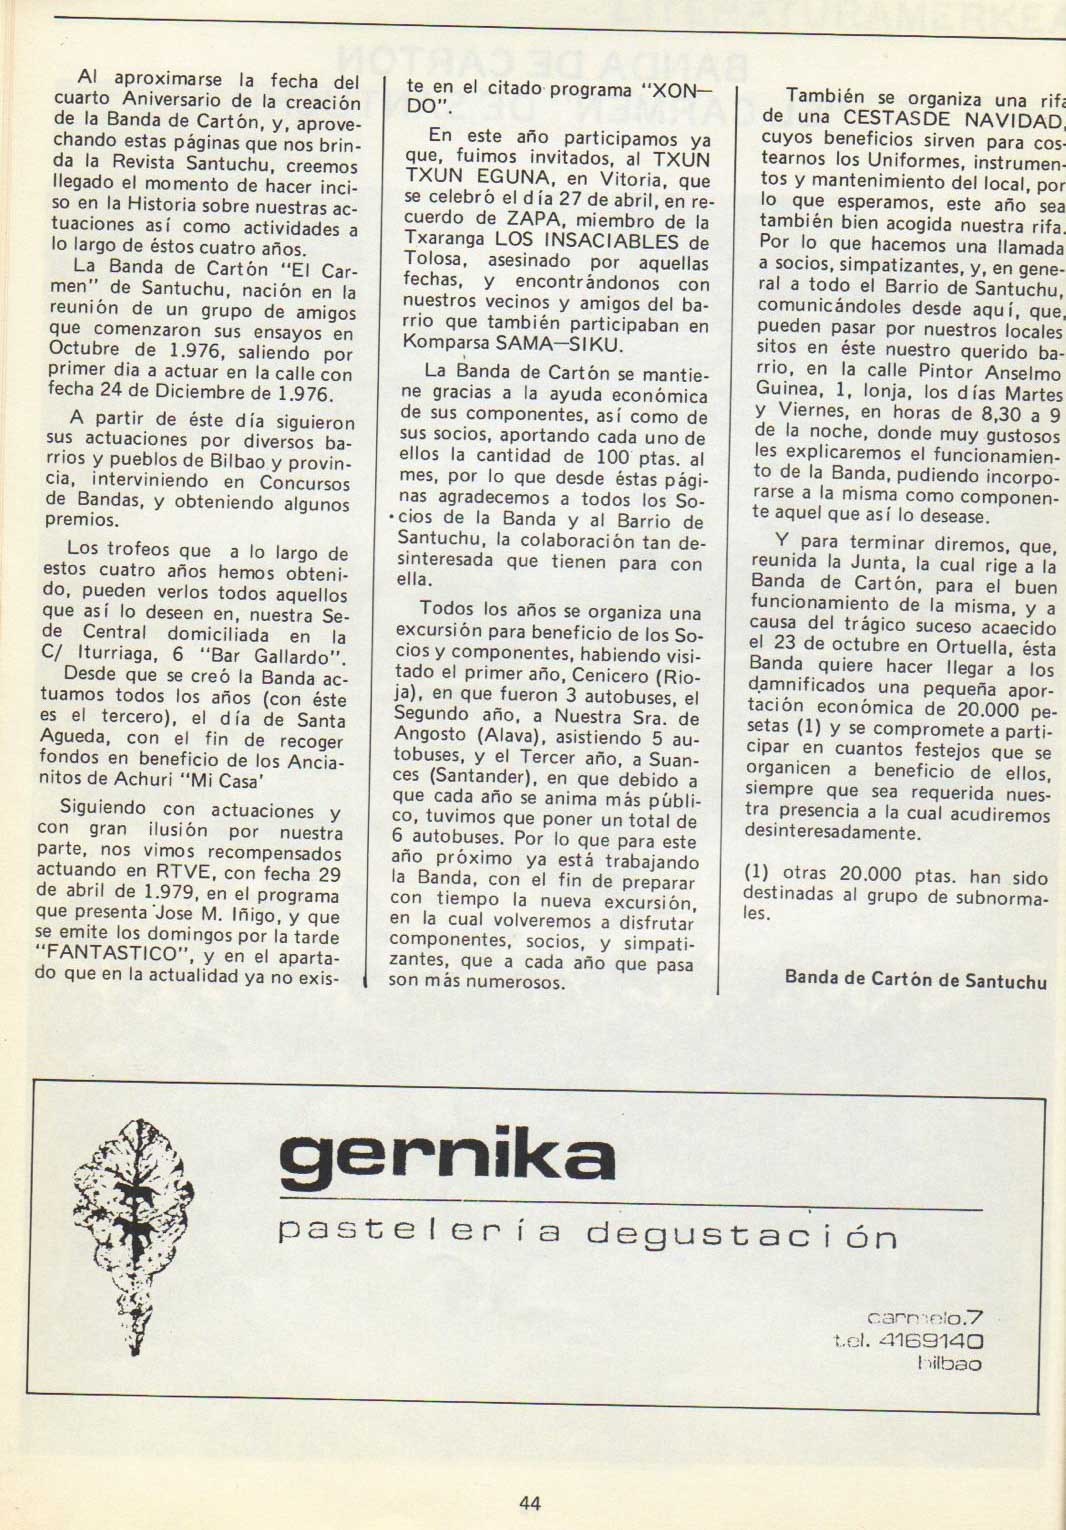 Al aproximarse la fecha del
cuarto Aniversario de la creación
de la Banda de Cartón, y, aprove-
chando estas páginas que nos brin-
da la Revista Santuchu, creemos
llegado el momento de hacer inci-
so en la Historia sobre nuestras ac-
tuaciones así como actividades a
lo largo de éstos cuatro años.
La Banda de Cartón "El Car-
men" de Santuchu, nación en la
reunión de un grupo de amigos
que comenzaron sus ensayos en
Octubre de 1.976, saliendo por
primer dia a actuar en la calle con
fecha 24 de Diciembre de 1.976.
A partir de éste día siguieron
sus actuaciones por diversos ba-
rrios y pueblos de Bilbao y provin-
cia, interviniendo en Concursos
de Bandas, y obteniendo algunos
premios.
Los trofeos que a lo largo de
estos cuatro años hemos obteni-
do, pueden verlos todos aquellos
que así lo deseen en, nuestra Se-
de Central domiciliada en la
C/ Iturriaga, 6 "Bar Gallardo".
Desde que se creó la Banda ac-
tuamos todos los años (con éste
es el tercero), el día de Santa
Agueda, con el fin de recoger
fondos en beneficio de los Ancia-
nitos de Achuri "Mi Casa'
Siguiendo con actuaciones y
con gran ilusión por nuestra
parte, nos vimos recompensados
actuando en RTVE, con fecha 29
de abril de 1.979, en el programa
que presenta Jose M. Iñigo, y que
se emite los domingos por la tarde
"FANTASTICO", y en el aparta-
do que en la actualidad ya no exis-
te en el citado programa "XON—
DO".
En este año participamos ya
que, fuimos invitados, al TXUN
TXUN EGUNA, en Vitoria, que
se celebró el día 27 de abril, en re-
cuerdo de ZAPA, miembro de la
Txaranga LOS INSACIABLES de
Tolosa, asesinado por aquellas
fechas, y encontrándonos con
nuestros vecinos y amigos del ba-
rrio que también participaban en
Komparsa SAMA—SIKU.
La Banda de Cartón se mantie-
ne gracias a la ayuda económica
de sus componentes, así como de
sus socios, aportando cada uno de
ellos la cantidad de 100 ptas. al
mes, por lo que desde éstas pági-
nas agradecemos a todos los So-
cios de la Banda y al Barrio de
Santuchu, la colaboración tan de-
sinteresada que tienen para con
ella.
Todos los años se organiza una
excursión para beneficio de los So-
cios y componentes, habiendo visi-
tado el primer año, Cenicero (Rio-
ja), en que fueron 3 autobuses, el
Segundo año, a Nuestra Sra. de
Angosto (Alava), asistiendo 5 au-
tobuses, y el Tercer año, a Suan-
ces (Santander), en que debido a
que cada año se anima más públi-
co, tuvimos que poner un total de
6 autobuses. Por lo que para este
año próximo ya está trabajando
la Banda, con el fin de preparar
con tiempo la nueva excursión,
en la cual volveremos a disfrutar
componentes, socios, y simpati-
zantes, que a cada año que pasa
son más numerosos.
También se organiza una rifa
de una CESTASDE NAVIDAD,
cuyos beneficios sirven para cos-
tearnos los Uniformes, instrumen-
tos y mantenimiento del local, por
lo que esperamos, este año sea
también bien acogida nuestra rifa.
Por lo que hacemos una llamada
a socios, simpatizantes, y, en gene-
ral a todo el Barrio de Santuchu,
comunicándoles desde aquí, que,
pueden pasar por nuestros locales
sitos en éste nuestro querido ba-
rrio, en la calle Pintor Anselmo
Guinea, 1, lonja, los días Martes
y Viernes, en horas de 8,30 a 9
de la noche, donde muy gustosos
les explicaremos el funcionamien-
to de la Banda, pudiendo incorpo-
rarse a la misma como componen-
te aquel que así lo desease.
Y para terminar diremos, que,
reunida la Junta, la cual rige a la
Banda de Cartón, para el buen
funcionamiento de la misma, y a
causa del trágico suceso acaecido
el 23 de octubre en Ortuella, ésta
Banda quiere hacer llegar a los
damnificados una pequeña apor-
tación económica de 20.000 pe-
setas (1) y se compromete a parti-
cipar en cuantos festejos que se
organicen a beneficio de ellos,
siempre que sea requerida nues-
tra presencia a la cual acudiremos
desinteresadamente.
(1) otras 20.000 ptas. han sido
destinadas al grupo de subnorma-
les.
Banda de Cartón de Santuchu
gernika
pastelería degustación
carmelo.7
tel. 4169140
bilbao
44